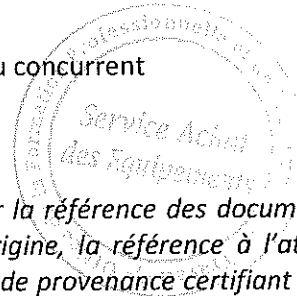 u concurrent
Service Achat
des Equipements
r la référence des docum
rigine, la référence à l'at
de provenance certifiant